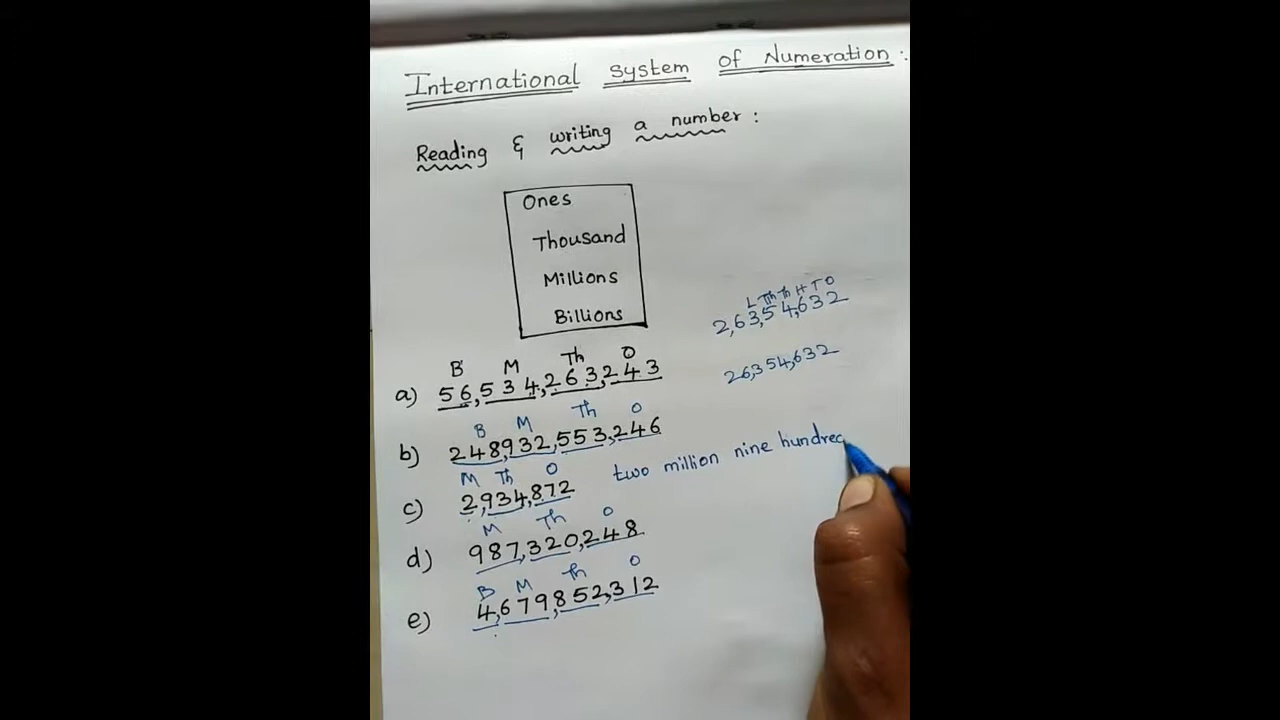 International System of Numeration :
Reading & writing a number :
Ones
Thousand
Millions
Billions
L Th Th H T O
2,63,54,632
26,354,632
B M Th O
a) 56,534,263,243
B M Th O
b) 248,932,553,246
M Th O
c) 2,934,872 two million nine hundred
M Th O
d) 987,320,248
B M Th O
e) 4,679,852,312